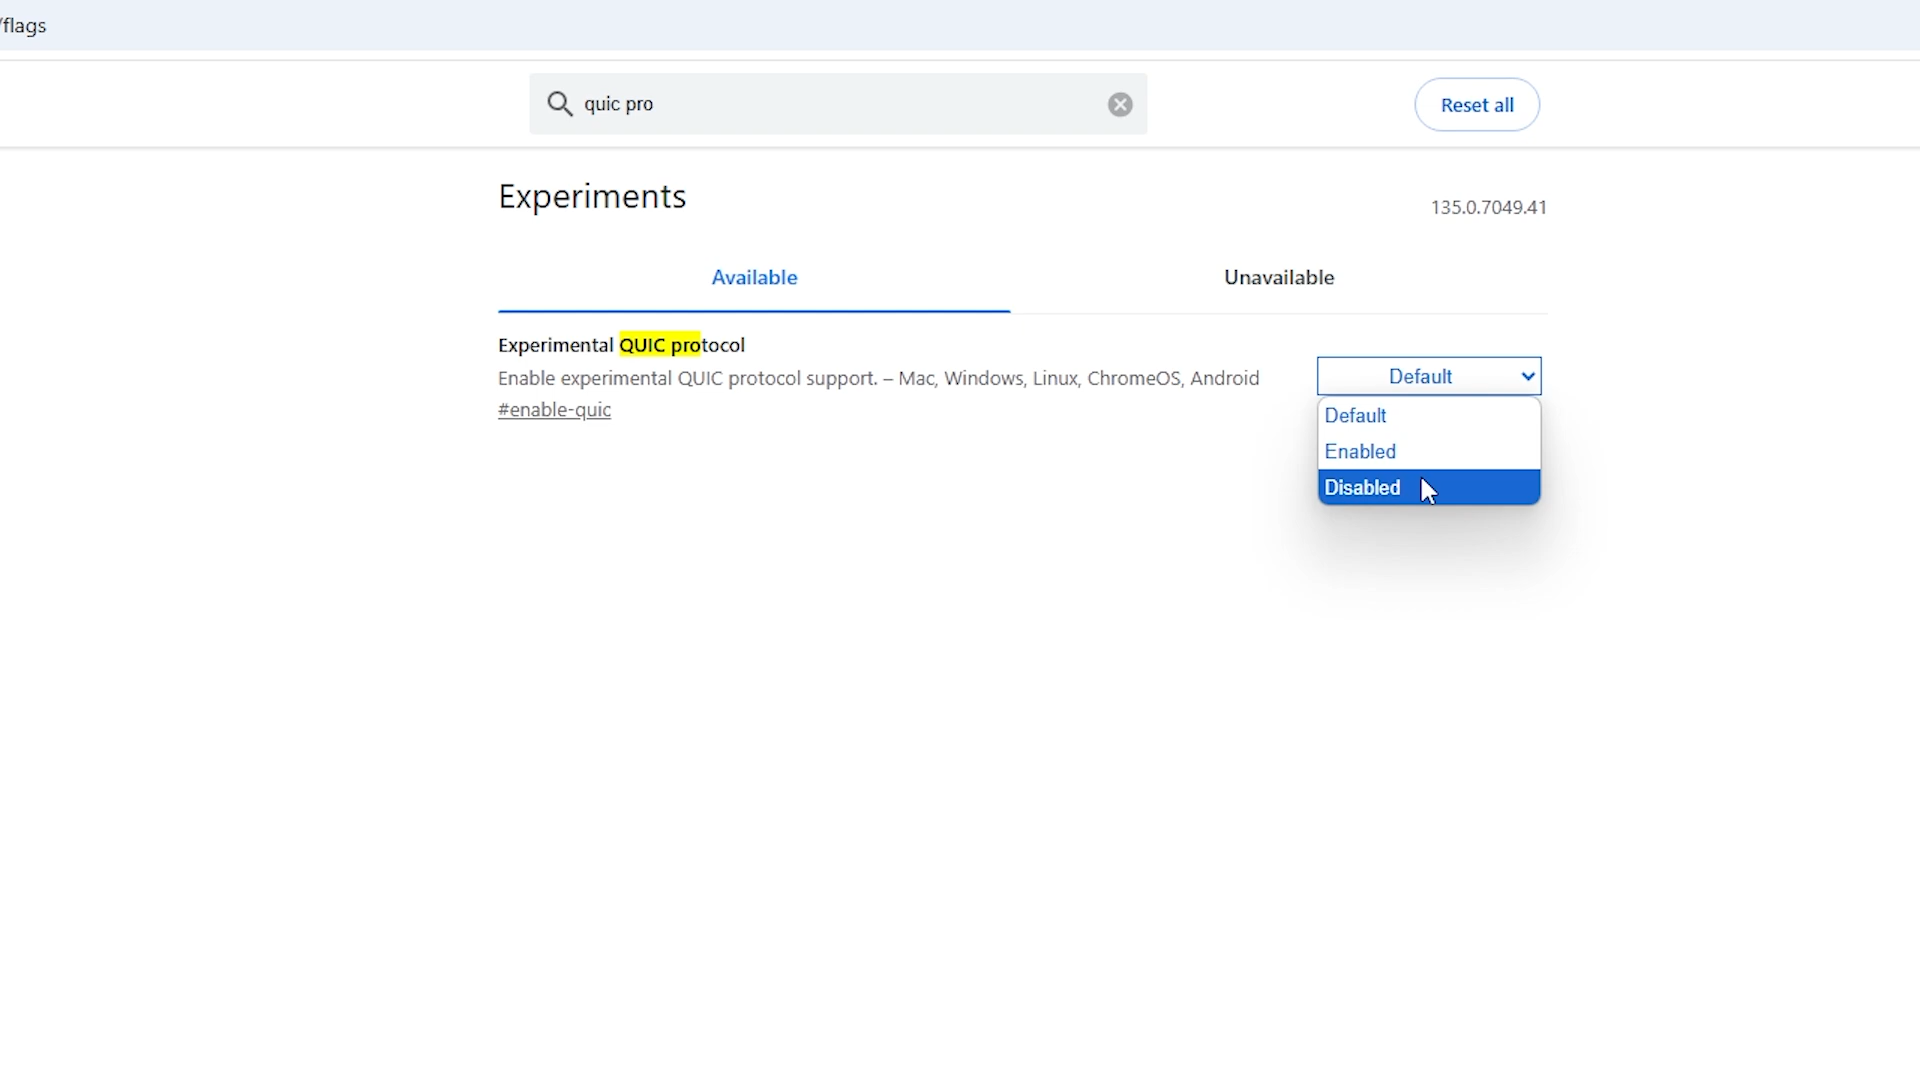 /flags
quic pro
Reset all
Experiments
135.0.7049.41
Available
Unavailable
Experimental QUIC protocol
Enable experimental QUIC protocol support. – Mac, Windows, Linux, ChromeOS, Android
#enable-quic
Default
Default
Enabled
Disabled